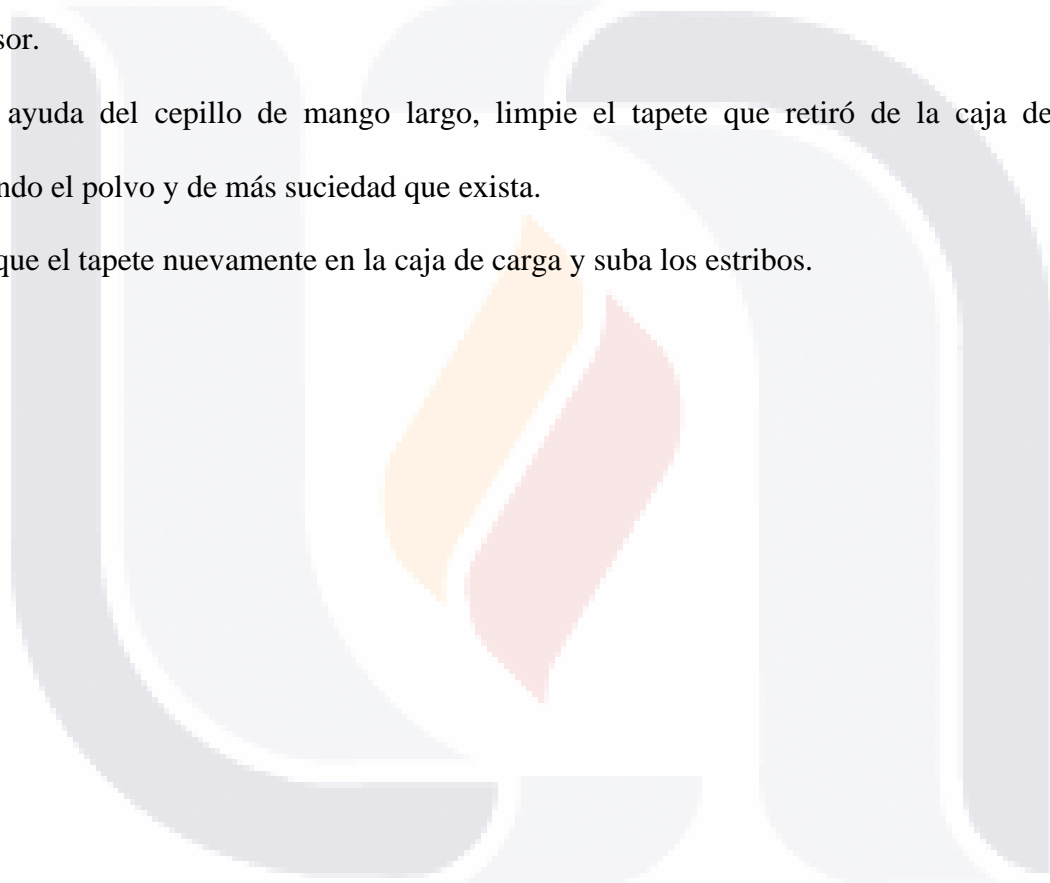 sor.
ayuda del cepillo de mango largo, limpie el tapete que retiró de la caja de
ndo el polvo y de más suciedad que exista.
que el tapete nuevamente en la caja de carga y suba los estribos.